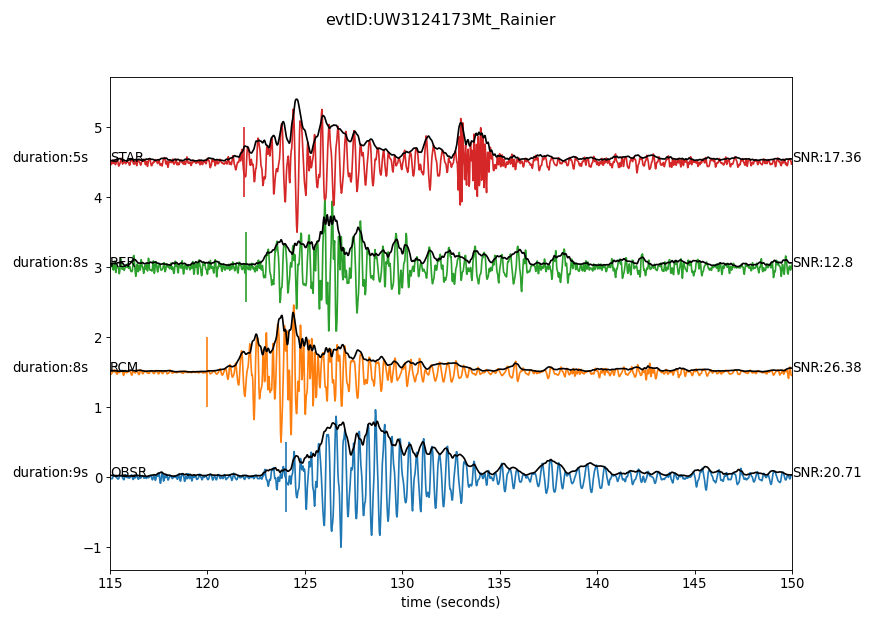 evtID:UW3124173Mt_Rainier
5
duration:5s STAR SNR:17.36
4
duration:8s RER SNR:12.8
3
2
duration:8s RCM SNR:26.38
1
duration:9s OBSR SNR:20.71
0
−1
115 120 125 130 135 140 145 150
time (seconds)